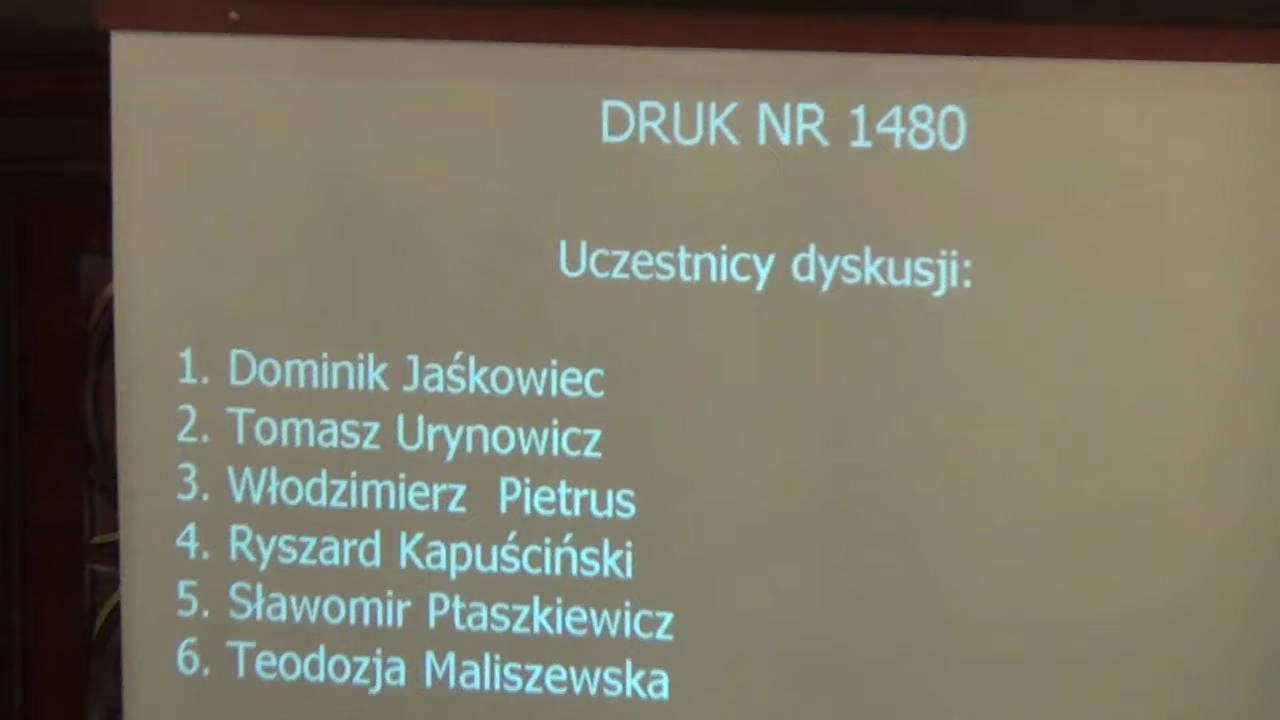 DRUK NR 1480
Uczestnicy dyskusji:
1. Dominik Jaśkowiec
2. Tomasz Urynowicz
3. Włodzimierz  Pietrus
4. Ryszard Kapuściński
5. Sławomir Ptaszkiewicz
6. Teodozja Maliszewska